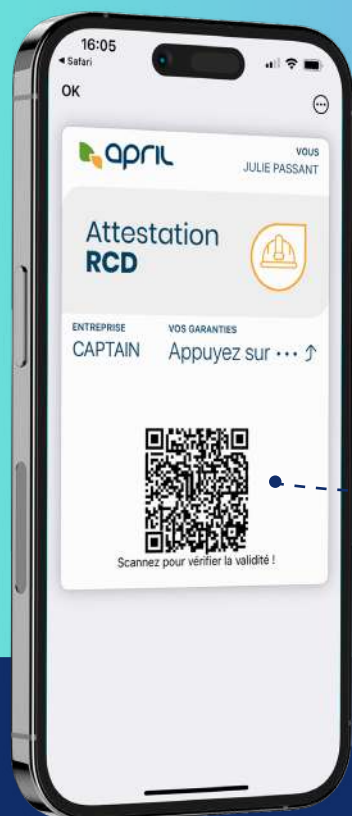 16:05
◀ Safari
OK
april
VOUS
JULIE PASSANT
Attestation
RCD
ENTREPRISE
CAPTAIN
VOS GARANTIES
Appuyez sur ··· ↑
Scannez pour vérifier la validité !